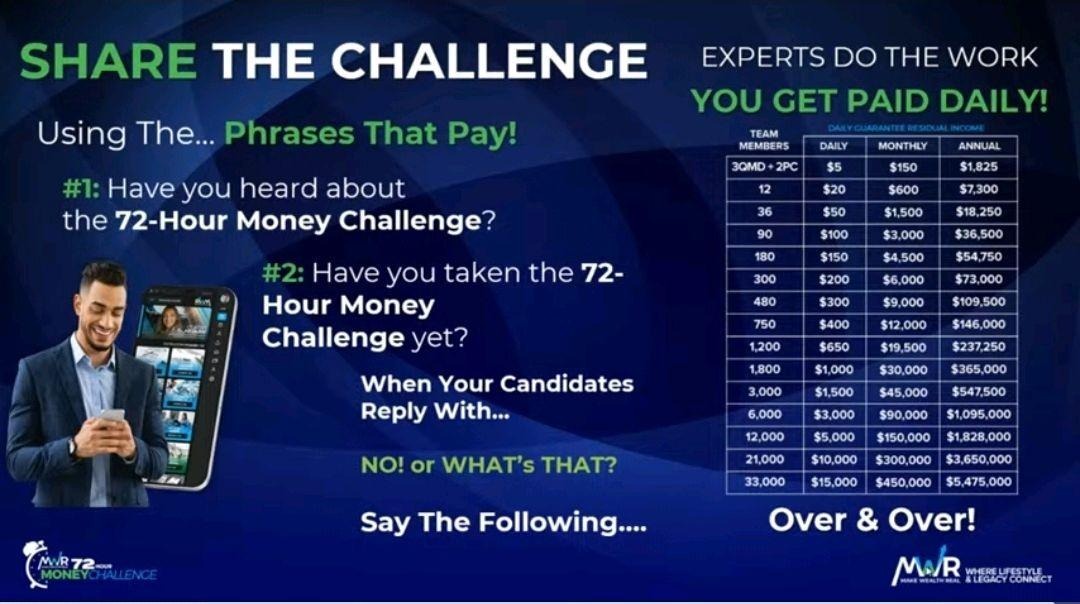 SHARE THE CHALLENGE
Using The... Phrases That Pay!
#1: Have you heard about
the 72-Hour Money Challenge?
#2: Have you taken the 72-
Hour Money
Challenge yet?
When Your Candidates
Reply With...
NO! or WHAT's THAT?
Say The Following....
MWR 72 HOUR
MONEYCHALLENGE
EXPERTS DO THE WORK
YOU GET PAID DAILY!
DAILY GUARANTEE RESIDUAL INCOME
TEAM
MEMBERS DAILY MONTHLY ANNUAL
3QMD + 2PC $5 $150 $1,825
12 $20 $600 $7,300
36 $50 $1,500 $18,250
90 $100 $3,000 $36,500
180 $150 $4,500 $54,750
300 $200 $6,000 $73,000
480 $300 $9,000 $109,500
750 $400 $12,000 $146,000
1,200 $650 $19,500 $237,250
1,800 $1,000 $30,000 $365,000
3,000 $1,500 $45,000 $547,500
6,000 $3,000 $90,000 $1,095,000
12,000 $5,000 $150,000 $1,828,000
21,000 $10,000 $300,000 $3,650,000
33,000 $15,000 $450,000 $5,475,000
Over & Over!
MWR
MAKE WEALTH REAL
WHERE LIFESTYLE
& LEGACY CONNECT